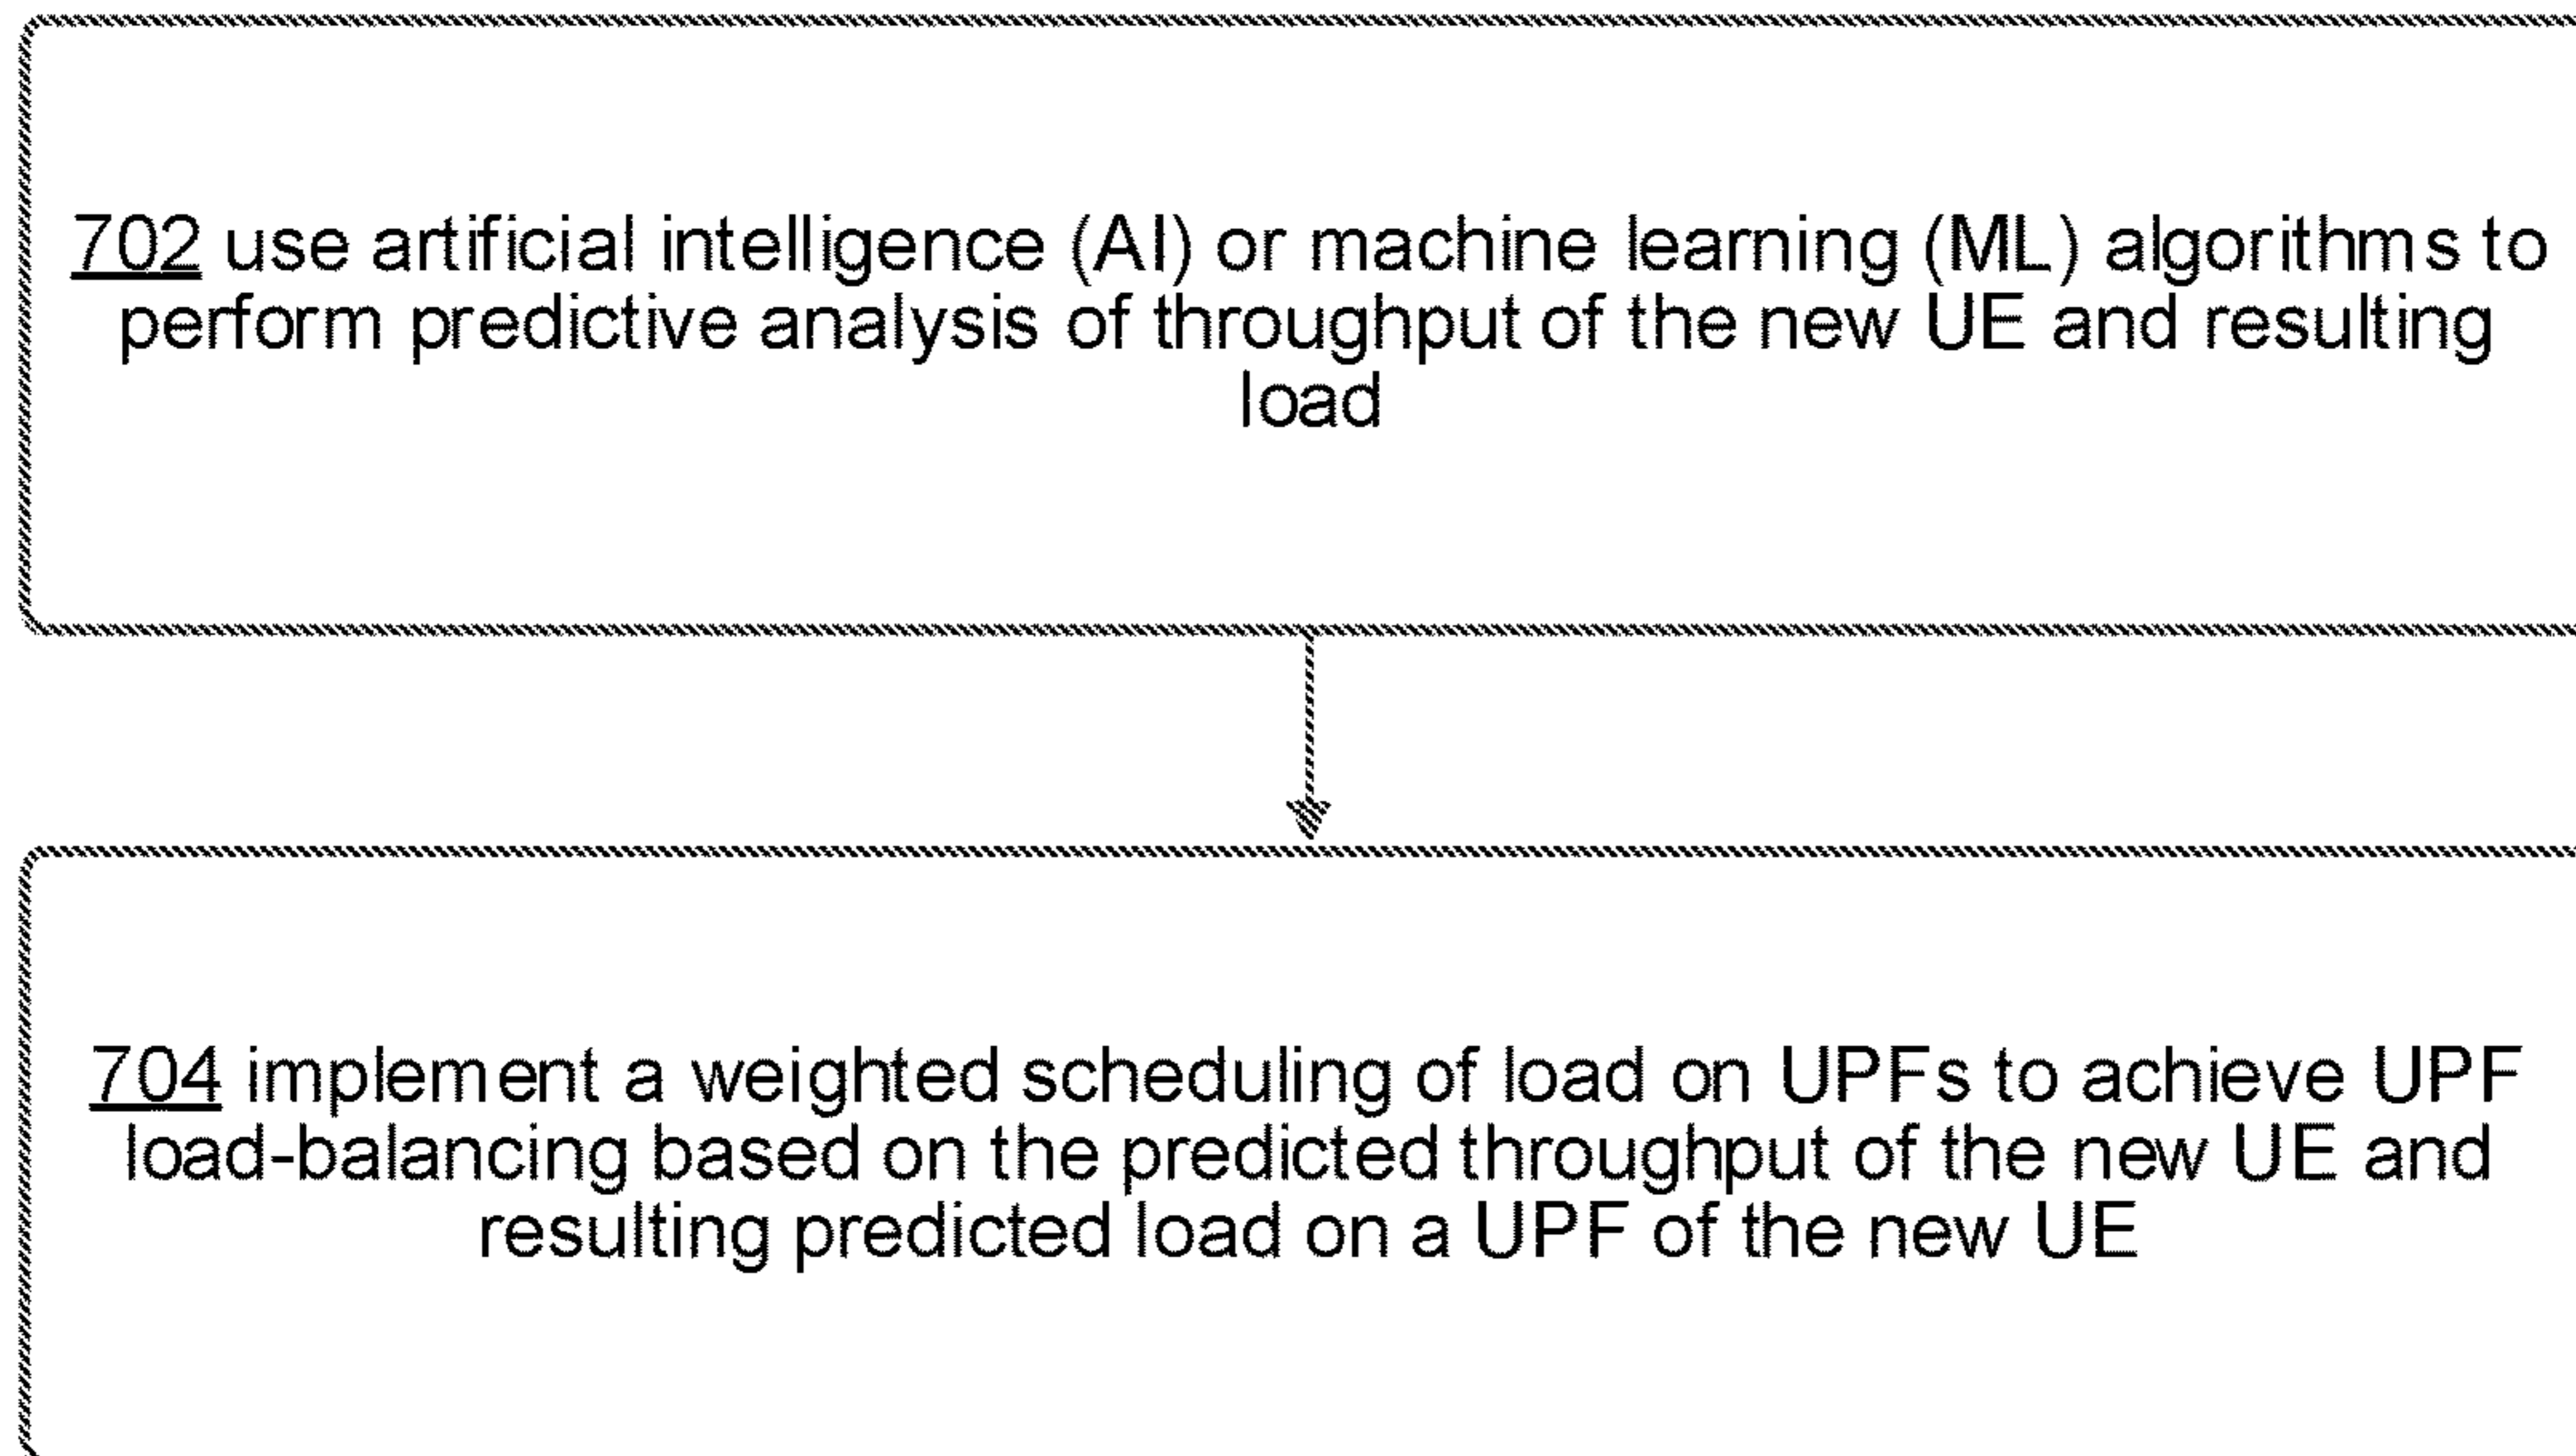 702 use artificial intelligence (AI) or machine learning (ML) algorithms to
perform predictive analysis of throughput of the new UE and resulting
load
704 implement a weighted scheduling of load on UPFs to achieve UPF
load-balancing based on the predicted throughput of the new UE and
resulting predicted load on a UPF of the new UE